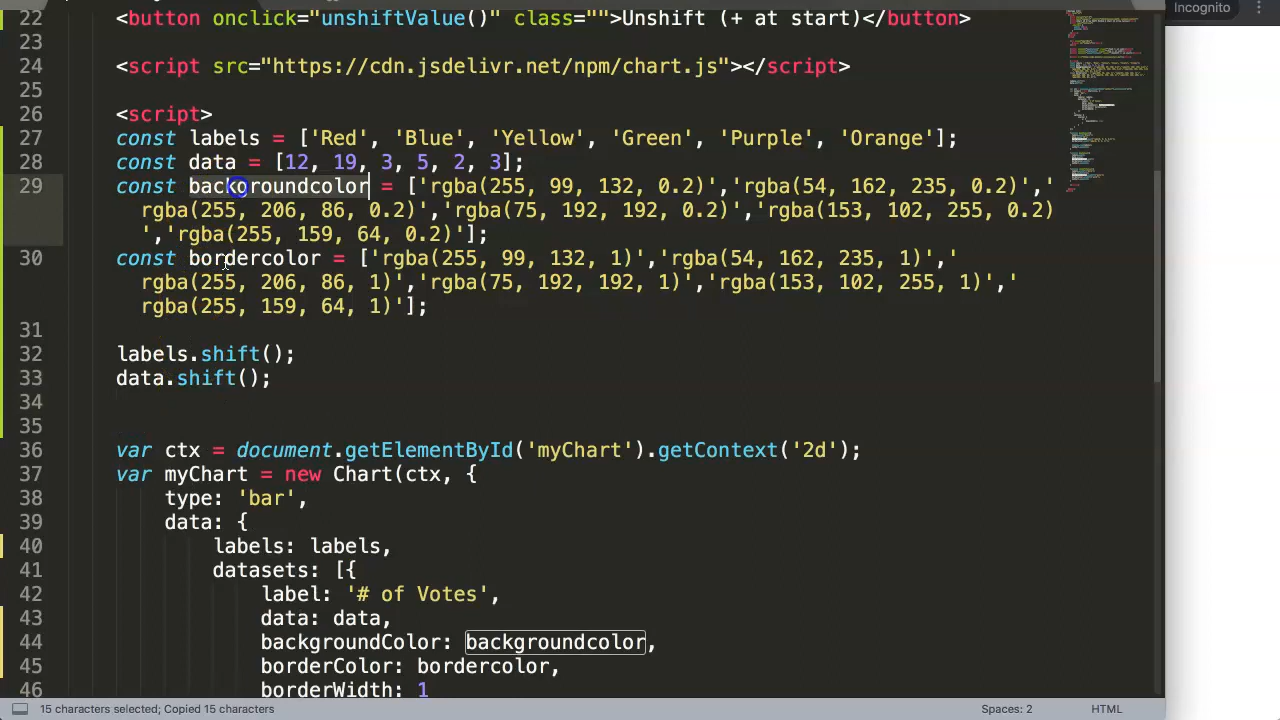 Incognito
22 <button onclick="unshiftValue()" class="">Unshift (+ at start)</button>
23
24 <script src="https://cdn.jsdelivr.net/npm/chart.js"></script>
25
26 <script>
27 const labels = ['Red', 'Blue', 'Yellow', 'Green', 'Purple', 'Orange'];
28 const data = [12, 19, 3, 5, 2, 3];
29 const backgroundcolor = ['rgba(255, 99, 132, 0.2)','rgba(54, 162, 235, 0.2)','
rgba(255, 206, 86, 0.2)','rgba(75, 192, 192, 0.2)','rgba(153, 102, 255, 0.2)
','rgba(255, 159, 64, 0.2)'];
30 const bordercolor = ['rgba(255, 99, 132, 1)','rgba(54, 162, 235, 1)','
rgba(255, 206, 86, 1)','rgba(75, 192, 192, 1)','rgba(153, 102, 255, 1)','
rgba(255, 159, 64, 1)'];
31
32 labels.shift();
33 data.shift();
34
35
36 var ctx = document.getElementById('myChart').getContext('2d');
37 var myChart = new Chart(ctx, {
38 type: 'bar',
39 data: {
40 labels: labels,
41 datasets: [{
42 label: '# of Votes',
43 data: data,
44 backgroundColor: backgroundcolor,
45 borderColor: bordercolor,
46 borderWidth: 1
15 characters selected; Copied 15 characters
Spaces: 2
HTML